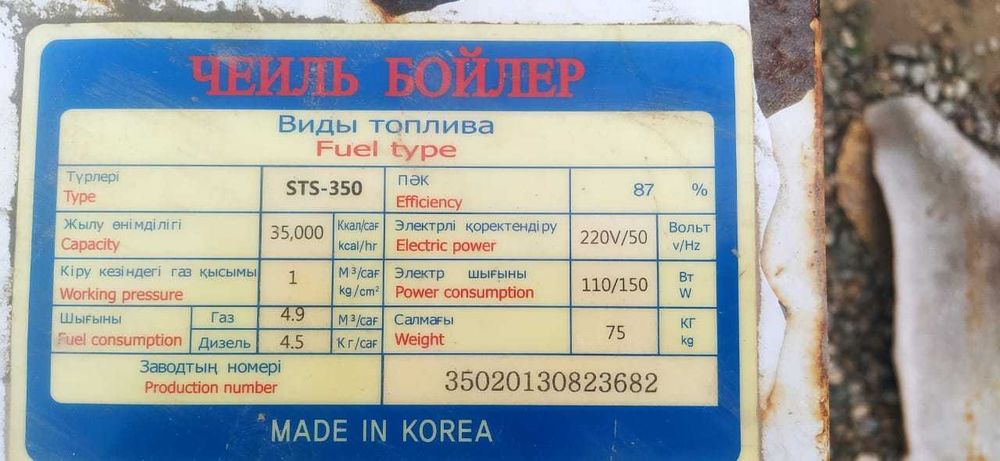 ЧЕИЛЬ БОЙЛЕР
Виды топлива
Fuel type
Түрлері
Type
STS-350
ПӘК
Efficiency
87 %
Жылу өнімділігі
Capacity
35,000
Ккал/сағ
kcal/hr
Электрлі қоректендіру
Electric power
220V/50
Вольт
v/Hz
Кіру кезіндегі газ қысымы
Working pressure
1
М³/сағ
kg/cm²
Электр шығыны
Power consumption
110/150
Вт
W
Шығыны
Fuel consumption
Газ
4.9
М³/сағ
Дизель
4.5
Кг/сағ
Салмағы
Weight
75
КГ
kg
Заводтың номері
Production number
35020130823682
MADE IN KOREA